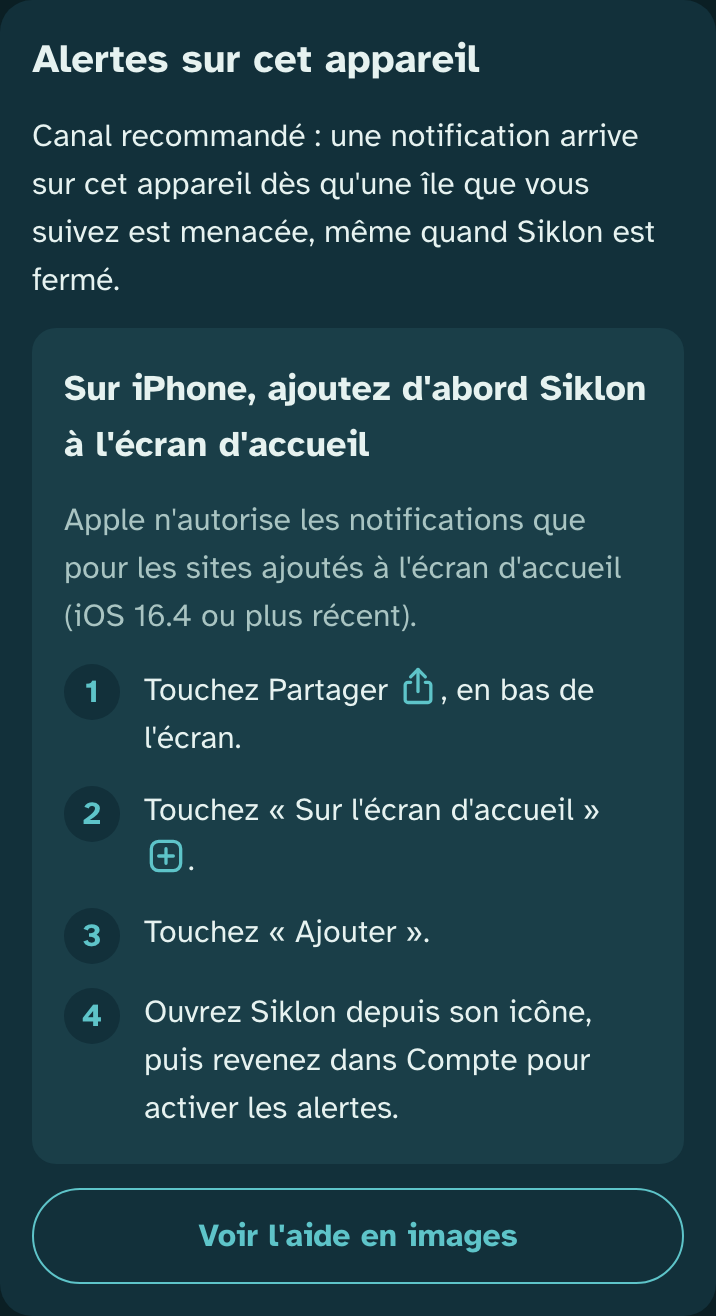 Alertes sur cet appareil
Canal recommandé : une notification arrive
sur cet appareil dès qu'une île que vous
suivez est menacée, même quand Siklon est
fermé.
Sur iPhone, ajoutez d'abord Siklon
à l'écran d'accueil
Apple n'autorise les notifications que
pour les sites ajoutés à l'écran d'accueil
(iOS 16.4 ou plus récent).
1 Touchez Partager , en bas de
l'écran.
2 Touchez « Sur l'écran d'accueil »
.
3 Touchez « Ajouter ».
4 Ouvrez Siklon depuis son icône,
puis revenez dans Compte pour
activer les alertes.
Voir l'aide en images